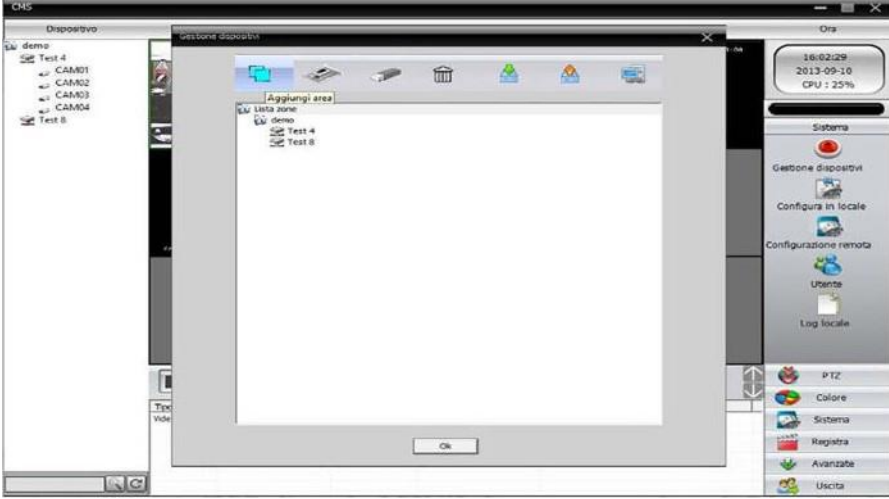 CMS
Dispositivo
demo
Test 4
CAM01
CAM02
CAM03
CAM04
Test 8
Gestione dispositivi
Aggiungi area
Lista zone
demo
Test 4
Test 8
Ok
Ora
16:02:29
2013-09-10
CPU : 25%
Sistema
Gestione dispositivi
Configura in locale
Configurazione remota
Utente
Log locale
PTZ
Colore
Sistema
Registra
Avanzate
Uscita